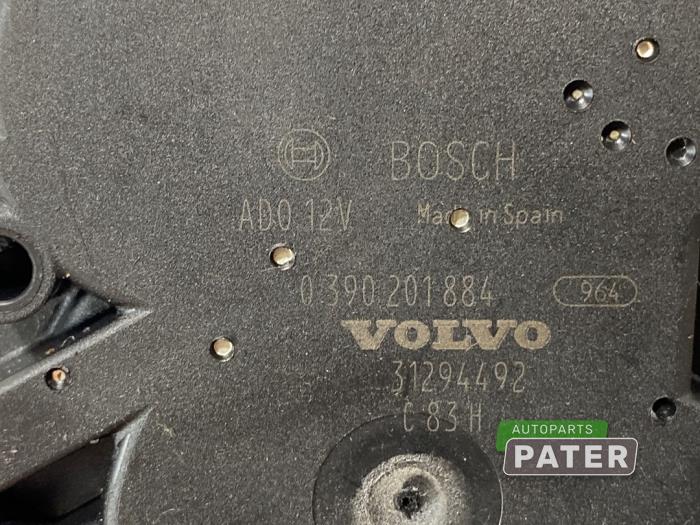 BOSCH
AD0 12V Made in Spain
0 390 201 884 964
VOLVO
31294492
C 83 H
AUTOPARTS
PATER